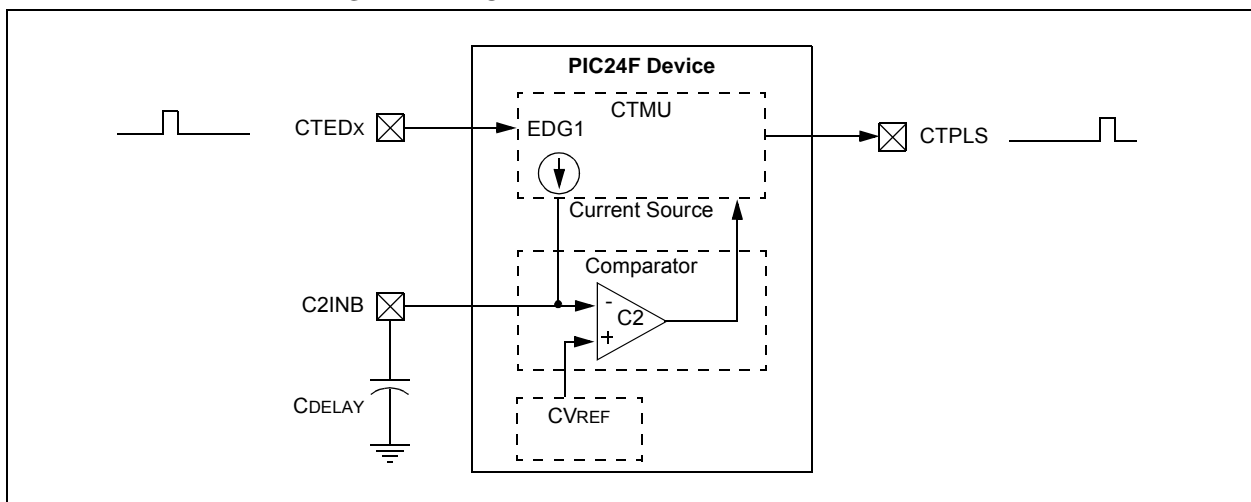 PIC24F Device
CTMU
CTEDX
EDG1
CTPLS
Current Source
Comparator
C2INB
-
C2
+
CDELAY
CVREF